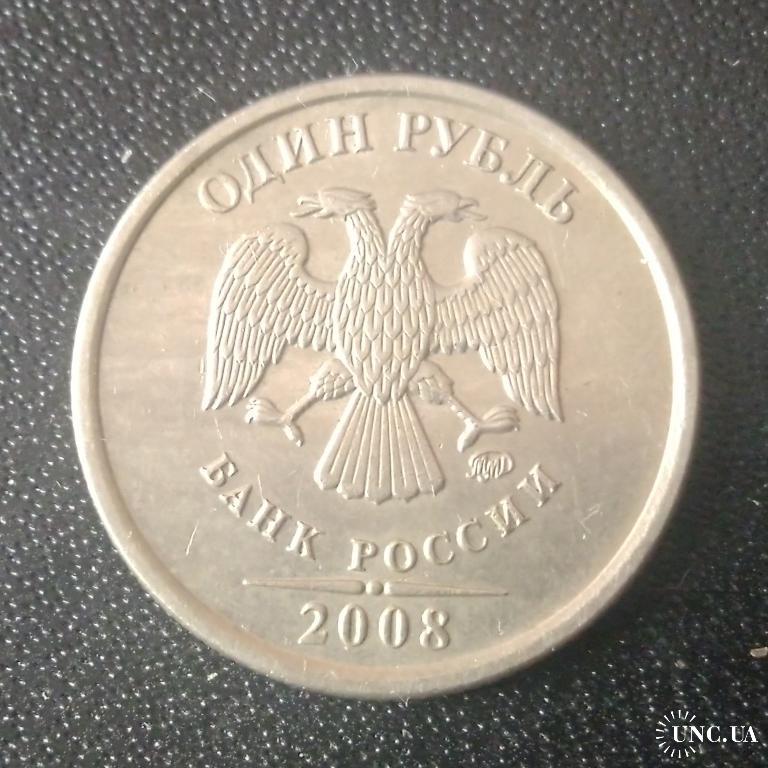 ОДИН РУБЛЬ
ММД
БАНК РОССИИ
2008
UNC.UA